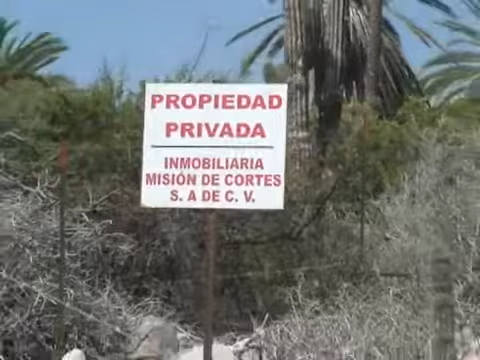 PROPIEDAD
PRIVADA
INMOBILIARIA
MISIÓN DE CORTES
S. A DE C. V.